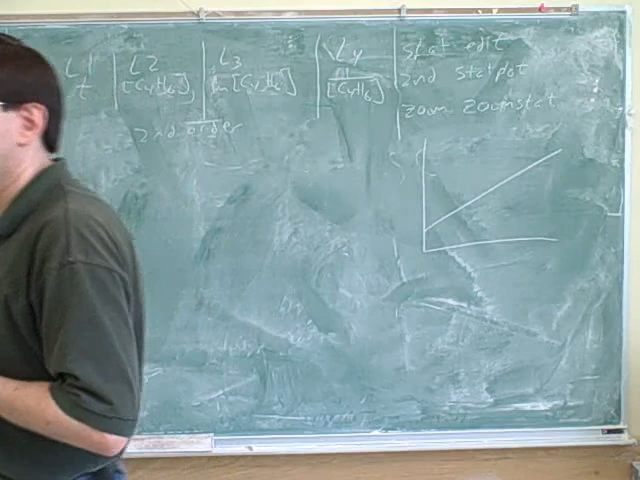 L1 L2 L3 L4
t [C4H6] ln[C4H6] 1/[C4H6]
2nd order
stat edit
2nd statplot
zoom zoomstat